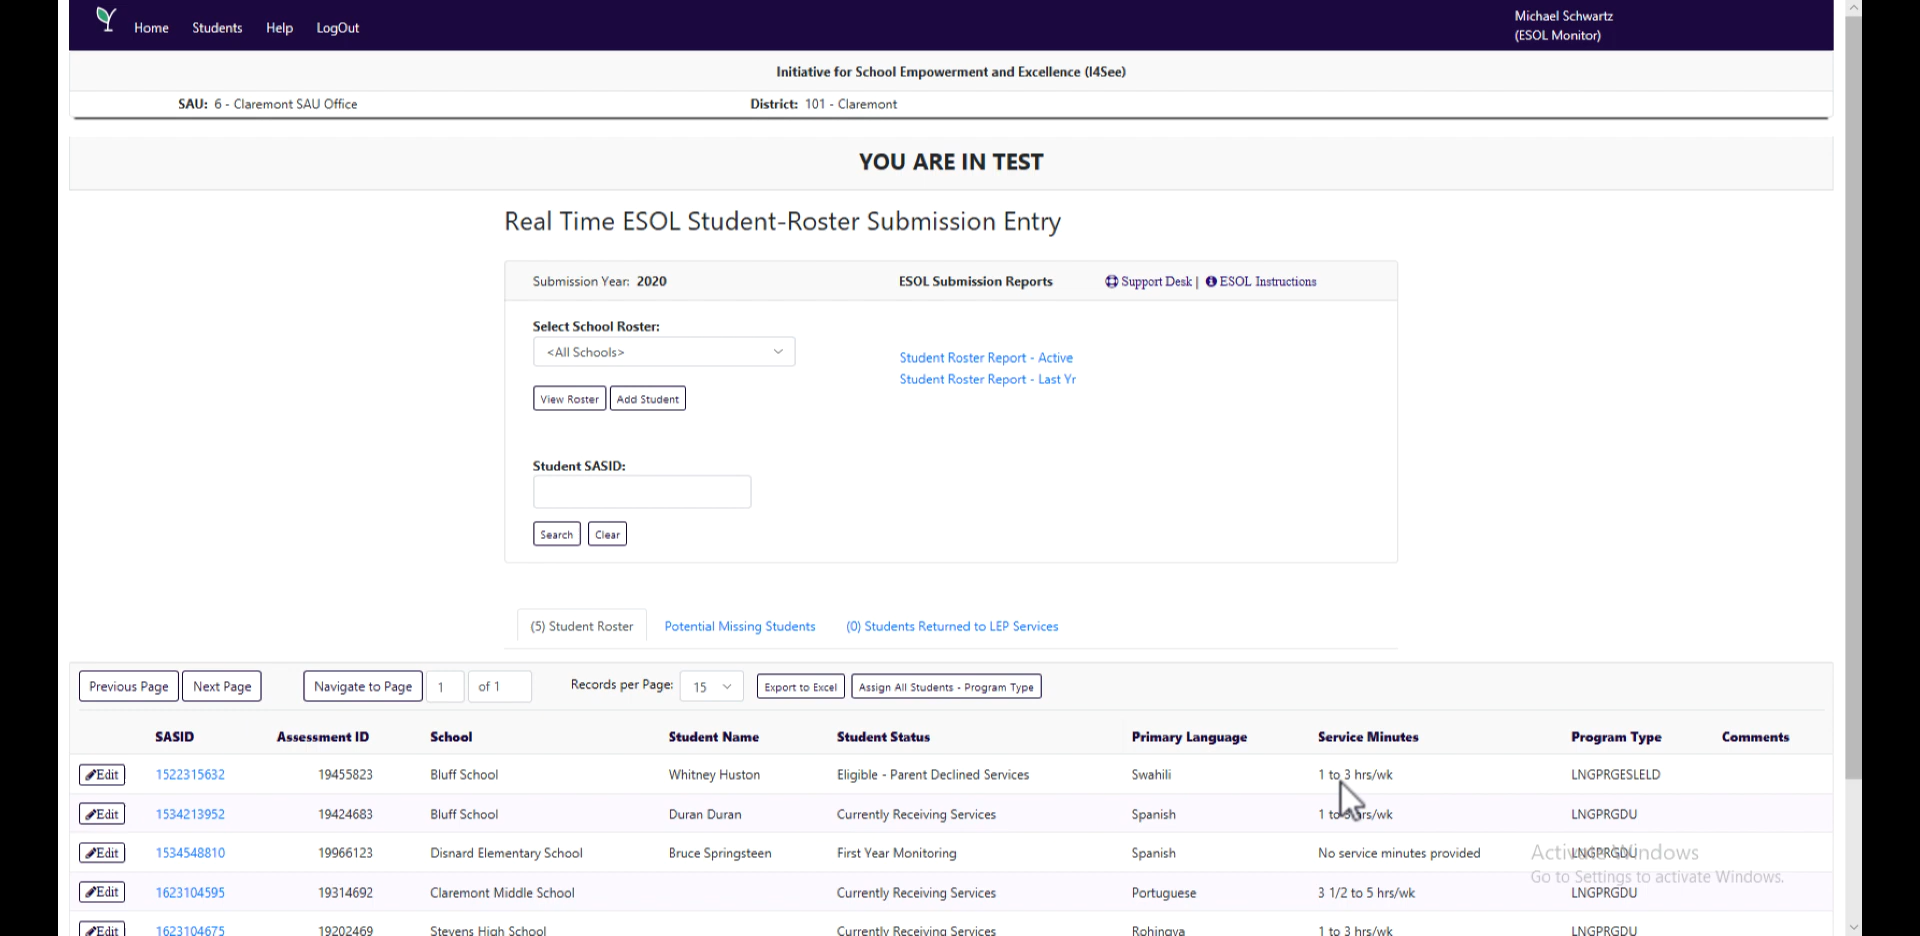 Home Students Help LogOut
Michael Schwartz
(ESOL Monitor)
Initiative for School Empowerment and Excellence (I4See)
SAU: 6 - Claremont SAU Office District: 101 - Claremont
YOU ARE IN TEST
Real Time ESOL Student-Roster Submission Entry
Submission Year: 2020 ESOL Submission Reports Support Desk | ESOL Instructions
Select School Roster:
<All Schools>
Student Roster Report - Active
Student Roster Report - Last Yr
View Roster Add Student
Student SASID:
Search Clear
(5) Student Roster Potential Missing Students (0) Students Returned to LEP Services
Previous Page Next Page Navigate to Page 1 of 1 Records per Page: 15 Export to Excel Assign All Students - Program Type
SASID Assessment ID School Student Name Student Status Primary Language Service Minutes Program Type Comments
Edit 1522315632 19455823 Bluff School Whitney Huston Eligible - Parent Declined Services Swahili 1 to 3 hrs/wk LNGPRGESLELD
Edit 1534213952 19424683 Bluff School Duran Duran Currently Receiving Services Spanish 1 to 3 hrs/wk LNGPRGDU
Edit 1534548810 19966123 Disnard Elementary School Bruce Springsteen First Year Monitoring Spanish No service minutes provided LNGPRGDU
Activate Windows
Go to Settings to activate Windows.
Edit 1623104595 19314692 Claremont Middle School Currently Receiving Services Portuguese 3 1/2 to 5 hrs/wk LNGPRGDU
Edit 1623104675 19202469 Stevens High School Currently Receiving Services Rohingya 1 to 3 hrs/wk LNGPRGDU